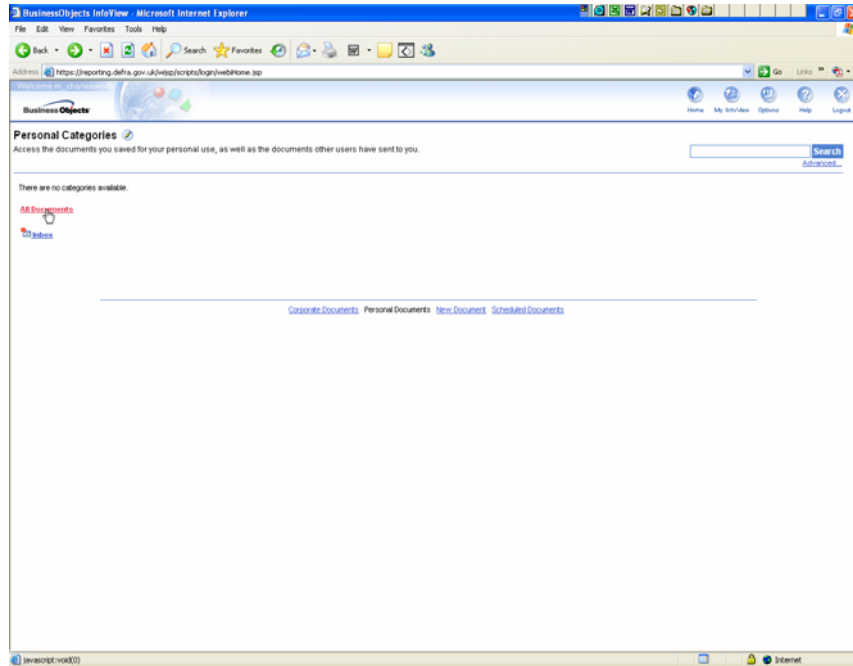 BusinessObjects InfoView - Microsoft Internet Explorer
File Edit View Favorites Tools Help
Back Search Favorites
Address https://reporting.defra.gov.uk/wijsp/scripts/login/webiHome.jsp Go Links »
Welcome m_charles
Business Objects
Home My InfoView Options Help Logout
Personal Categories
Access the documents you saved for your personal use, as well as the documents other users have sent to you.
Search
Advanced...
There are no categories available.
All Documents
Inbox
Corporate Documents Personal Documents New Document Scheduled Documents
javascript:void(0) Internet